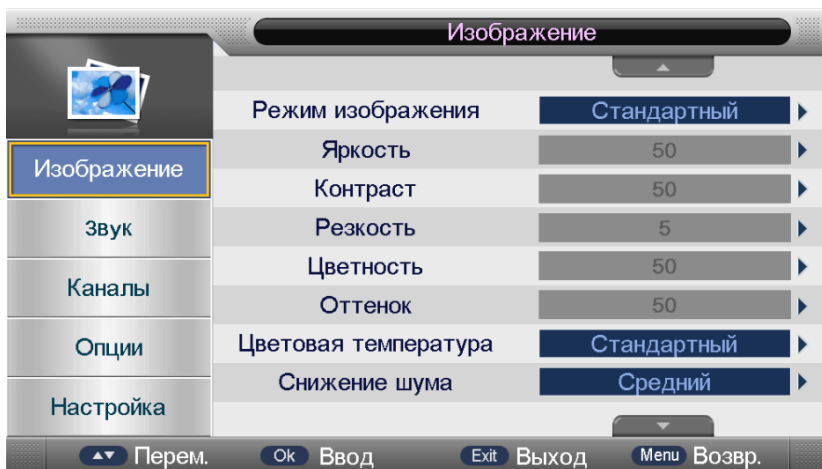 Изображение
Режим изображения Стандартный
Яркость 50
Изображение
Контраст 50
Звук
Резкость 5
Цветность 50
Каналы
Оттенок 50
Опции
Цветовая температура Стандартный
Снижение шума Средний
Настройка
Перем. Ok Ввод Exit Выход Menu Возвр.